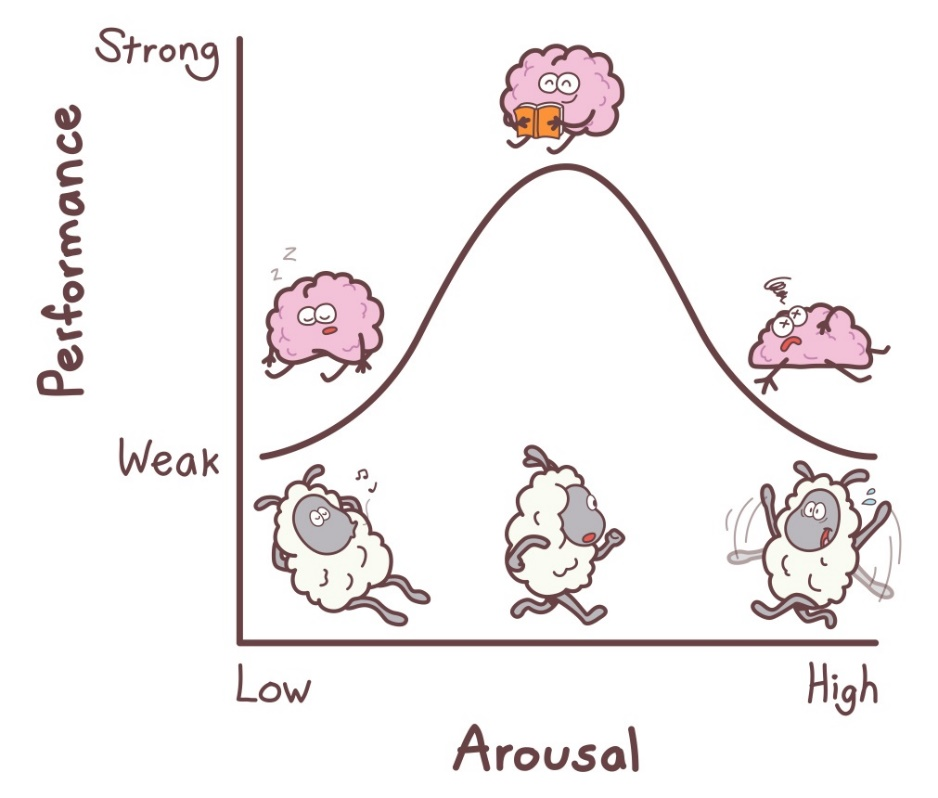 Strong
Performance
z
z
Weak
Low
High
Arousal